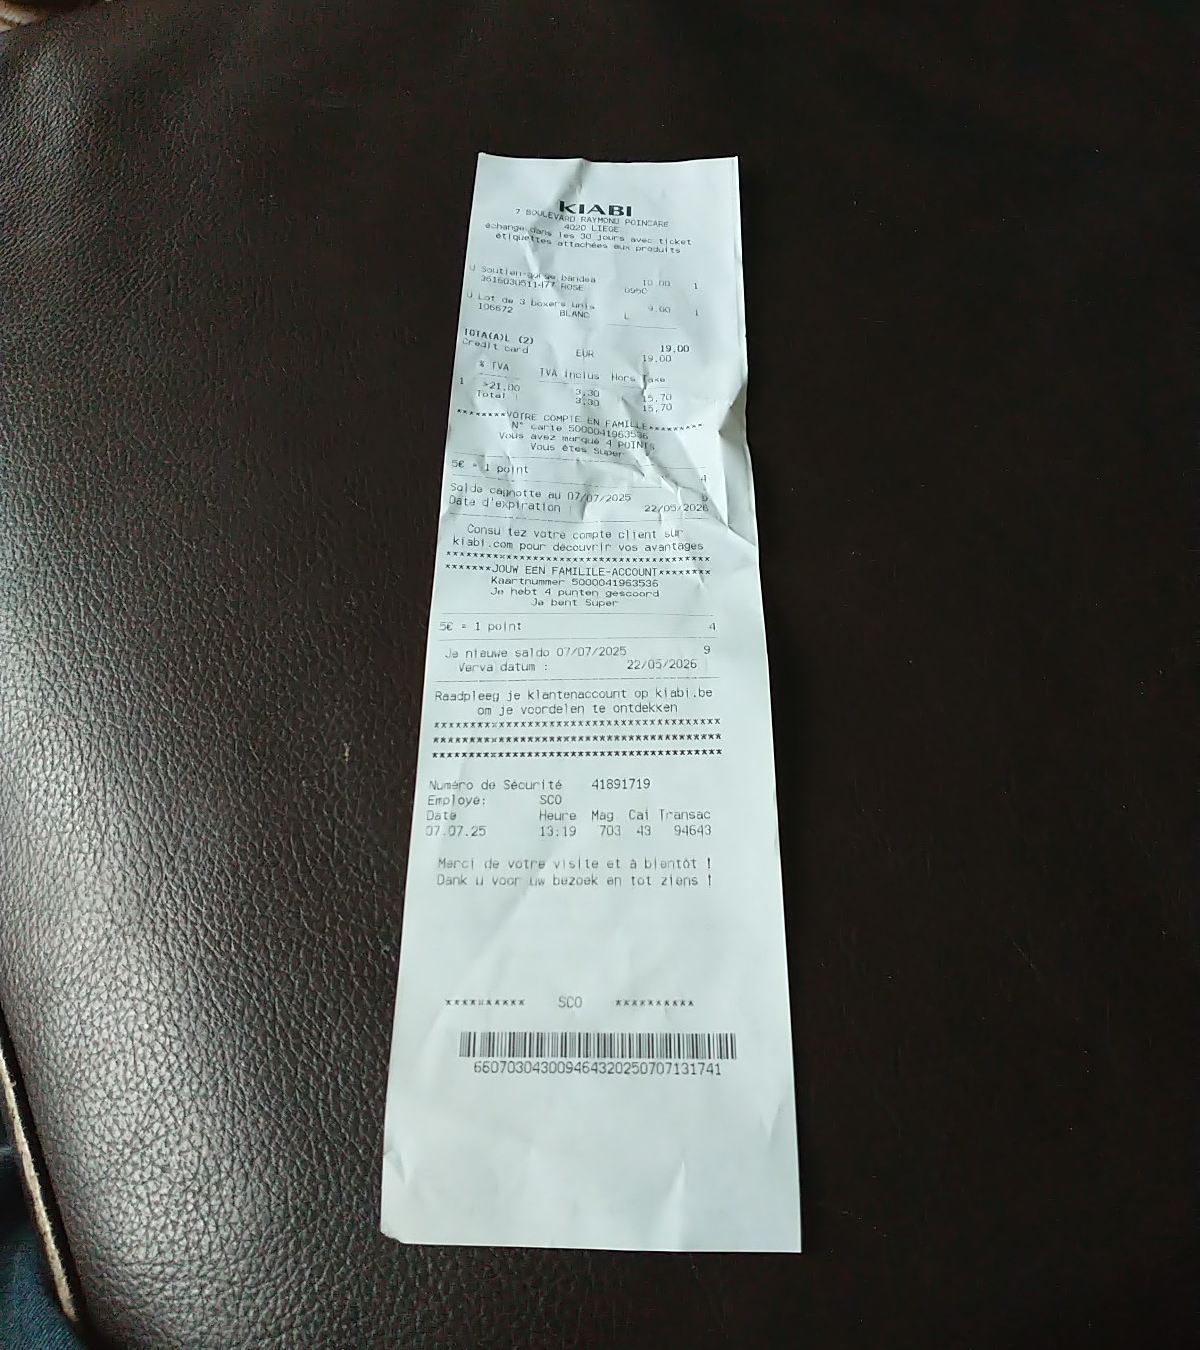 KIABI
7 BOULEVARD RAYMOND POINCARE
4020 LIEGE
échange dans les 30 jours avec ticket
étiquettes attachées aux produits
U Soutien-gorge bandea 10.00 1
3616030511477 ROSE 095C
U Lot de 3 boxers unis 9.00 1
106672 BLANC L
TOTA(A)L (2) 19,00
Credit card EUR 19,00
% TVA TVA Inclus Hors Taxe
1 >21.00 3,30 15,70
Total 3,30 15,70
********VOTRE COMPTE EN FAMILLE*********
N° carte 5000041963536
Vous avez marqué 4 POINTS
Vous êtes Super
5€ = 1 point 4
Solde cagnotte au 07/07/2025
Date d'expiration : 22/05/2026
Consu tez votre compte client sur
kiabi.com pour découvrir vos avantages
****************************************
*******JOUW EEN FAMILILE-ACCOUNT********
Kaartnummer 5000041963536
Je hebt 4 punten gescoord
Je bent Super
5€ = 1 point 4
Je nieuwe saldo 07/07/2025 9
Verva datum : 22/05/2026
Raadpleeg je klantenaccount op kiabi.be
om je voordelen te ontdekken
****************************************
****************************************
****************************************
Numéro de Sécurité 41891719
Employé: SCO
Date Heure Mag Cai Transac
07.07.25 13:19 703 43 94643
Merci de votre visite et à bientôt !
Dank u voor uw bezoek en tot ziens !
********** SCO **********
6607030430094643202507071​31741